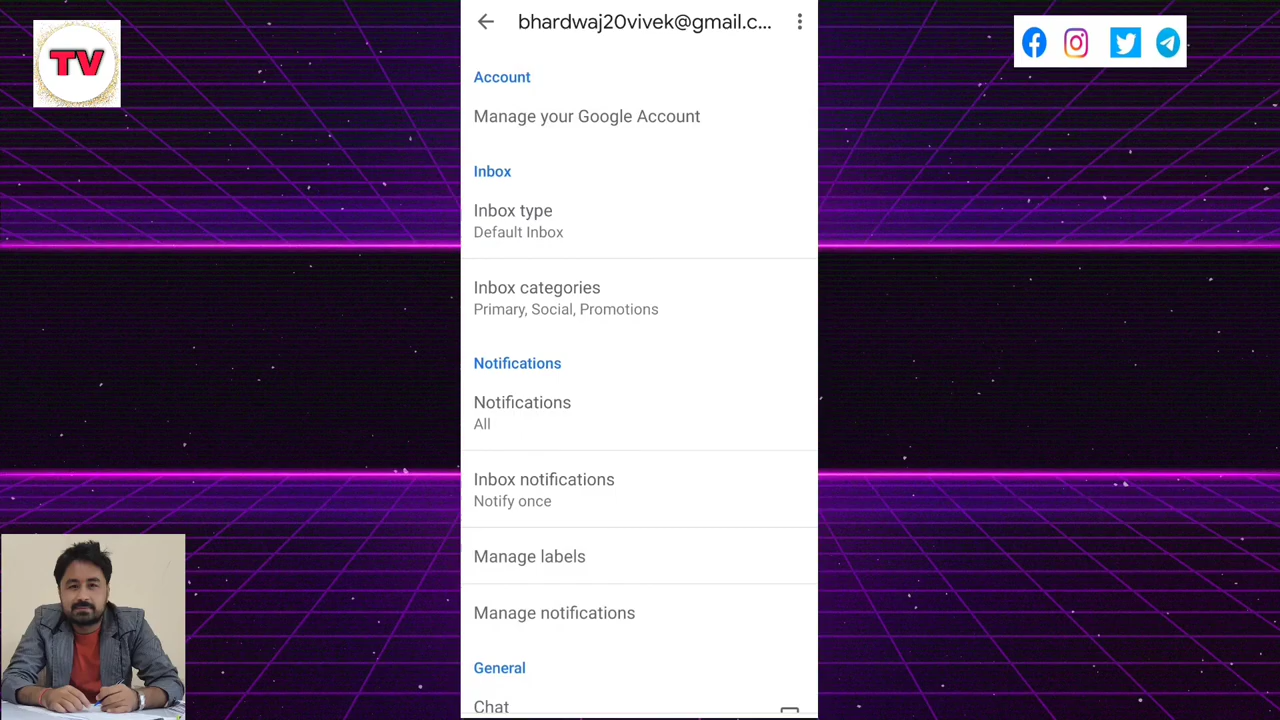 TV
bhardwaj20vivek@gmail.c...
Account
Manage your Google Account
Inbox
Inbox type
Default Inbox
Inbox categories
Primary, Social, Promotions
Notifications
Notifications
All
Inbox notifications
Notify once
Manage labels
Manage notifications
General
Chat